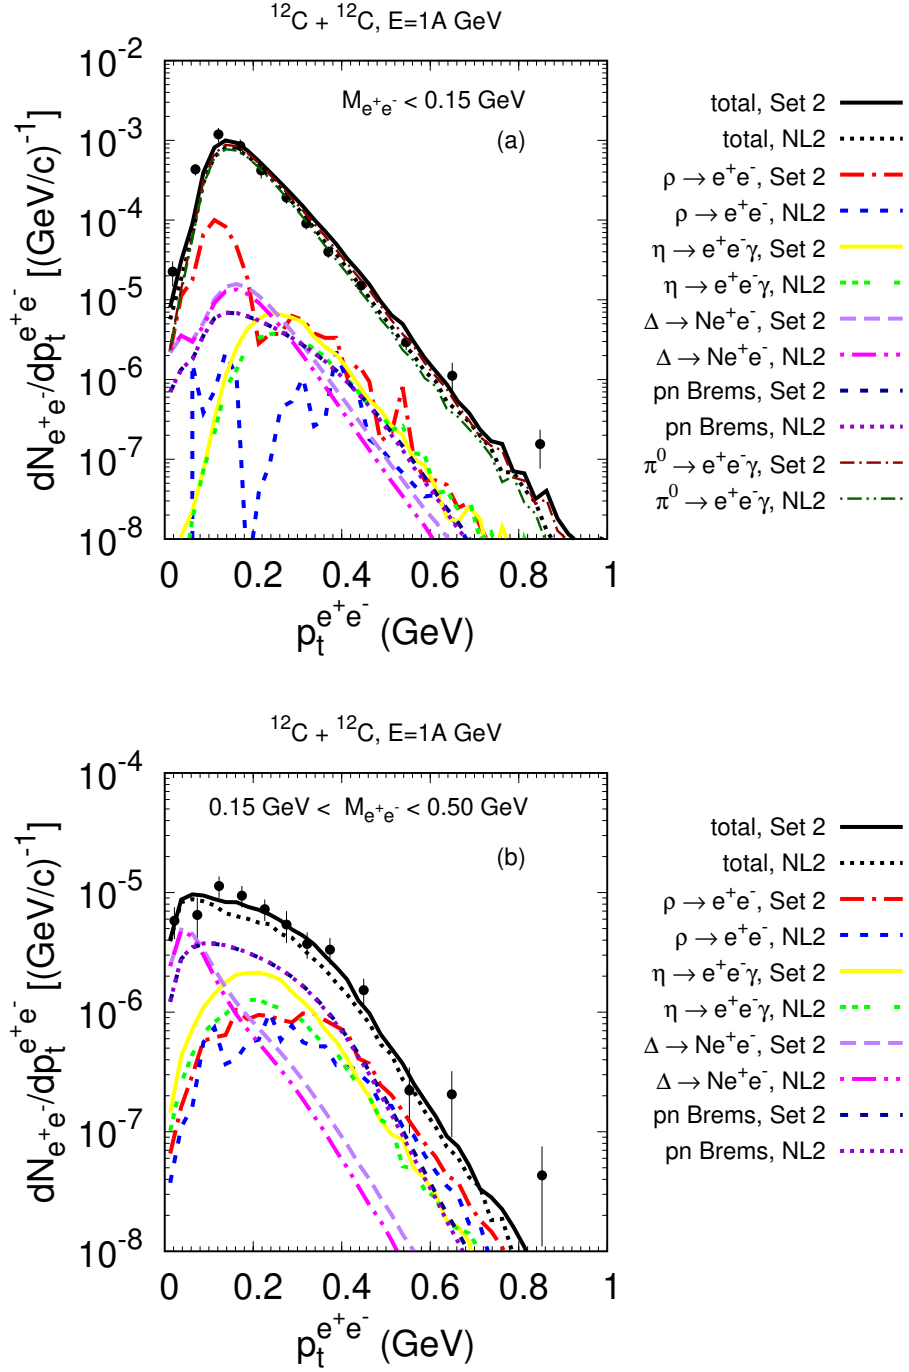 ¹²C + ¹²C, E=1A GeV
M_{e⁺e⁻} < 0.15 GeV
(a)
dN_{e⁺e⁻}/dp_t^{e⁺e⁻} [(GeV/c)⁻¹]
10⁻²
10⁻³
10⁻⁴
10⁻⁵
10⁻⁶
10⁻⁷
10⁻⁸
0 0.2 0.4 0.6 0.8 1
p_t^{e⁺e⁻} (GeV)
total, Set 2
total, NL2
ρ → e⁺e⁻, Set 2
ρ → e⁺e⁻, NL2
η → e⁺e⁻γ, Set 2
η → e⁺e⁻γ, NL2
Δ → Ne⁺e⁻, Set 2
Δ → Ne⁺e⁻, NL2
pn Brems, Set 2
pn Brems, NL2
π⁰ → e⁺e⁻γ, Set 2
π⁰ → e⁺e⁻γ, NL2
¹²C + ¹²C, E=1A GeV
0.15 GeV < M_{e⁺e⁻} < 0.50 GeV
(b)
dN_{e⁺e⁻}/dp_t^{e⁺e⁻} [(GeV/c)⁻¹]
10⁻⁴
10⁻⁵
10⁻⁶
10⁻⁷
10⁻⁸
0 0.2 0.4 0.6 0.8 1
p_t^{e⁺e⁻} (GeV)
total, Set 2
total, NL2
ρ → e⁺e⁻, Set 2
ρ → e⁺e⁻, NL2
η → e⁺e⁻γ, Set 2
η → e⁺e⁻γ, NL2
Δ → Ne⁺e⁻, Set 2
Δ → Ne⁺e⁻, NL2
pn Brems, Set 2
pn Brems, NL2